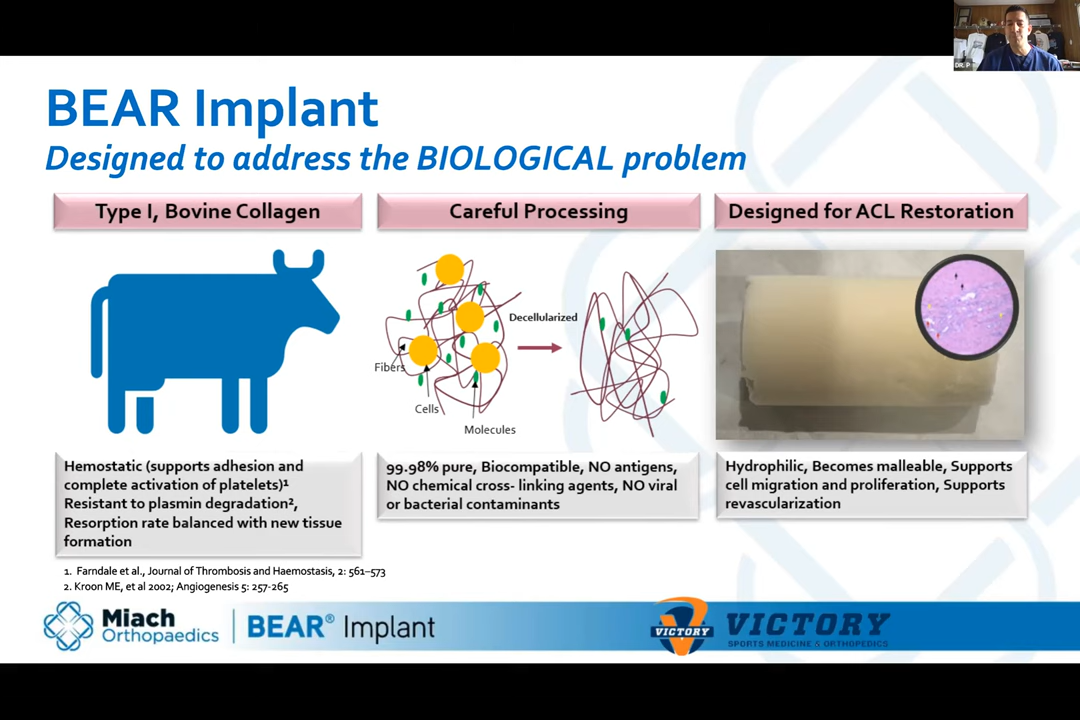 DR. P
BEAR Implant
Designed to address the BIOLOGICAL problem
Type I, Bovine Collagen
Careful Processing
Designed for ACL Restoration
Decellularized
Fibers
Cells
Molecules
Hemostatic (supports adhesion and
complete activation of platelets)¹
Resistant to plasmin degradation²,
Resorption rate balanced with new tissue
formation
99.98% pure, Biocompatible, NO antigens,
NO chemical cross- linking agents, NO viral
or bacterial contaminants
Hydrophilic, Becomes malleable, Supports
cell migration and proliferation, Supports
revascularization
1. Farndale et al., Journal of Thrombosis and Haemostasis, 2: 561–573
2. Kroon ME, et al 2002; Angiogenesis 5: 257-265
Miach
Orthopaedics
BEAR® Implant
VICTORY
VICTORY
SPORTS MEDICINE & ORTHOPEDICS